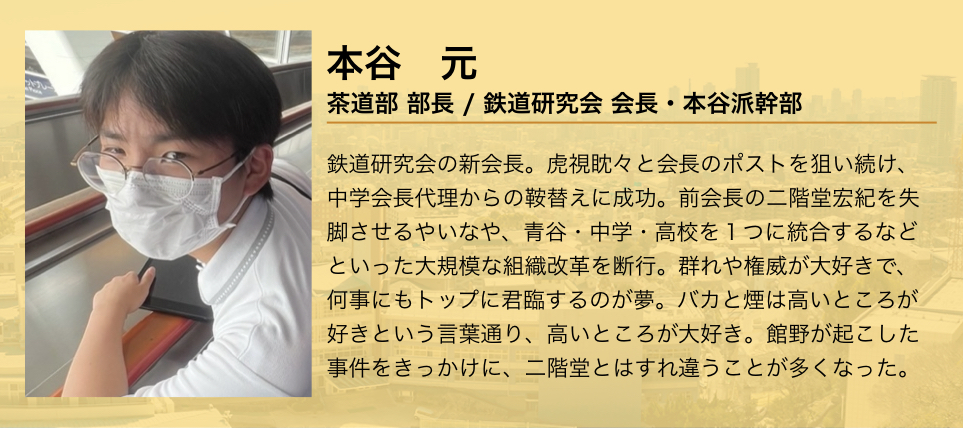 本谷　元
茶道部 部長 / 鉄道研究会 会長・本谷派幹部
鉄道研究会の新会長。虎視眈々と会長のポストを狙い続け、
中学会長代理からの鞍替えに成功。前会長の二階堂宏紀を失
脚させるやいなや、青谷・中学・高校を１つに統合するなど
といった大規模な組織改革を断行。群れや権威が大好きで、
何事にもトップに君臨するのが夢。バカと煙は高いところが
好きという言葉通り、高いところが大好き。館野が起こした
事件をきっかけに、二階堂とはすれ違うことが多くなった。